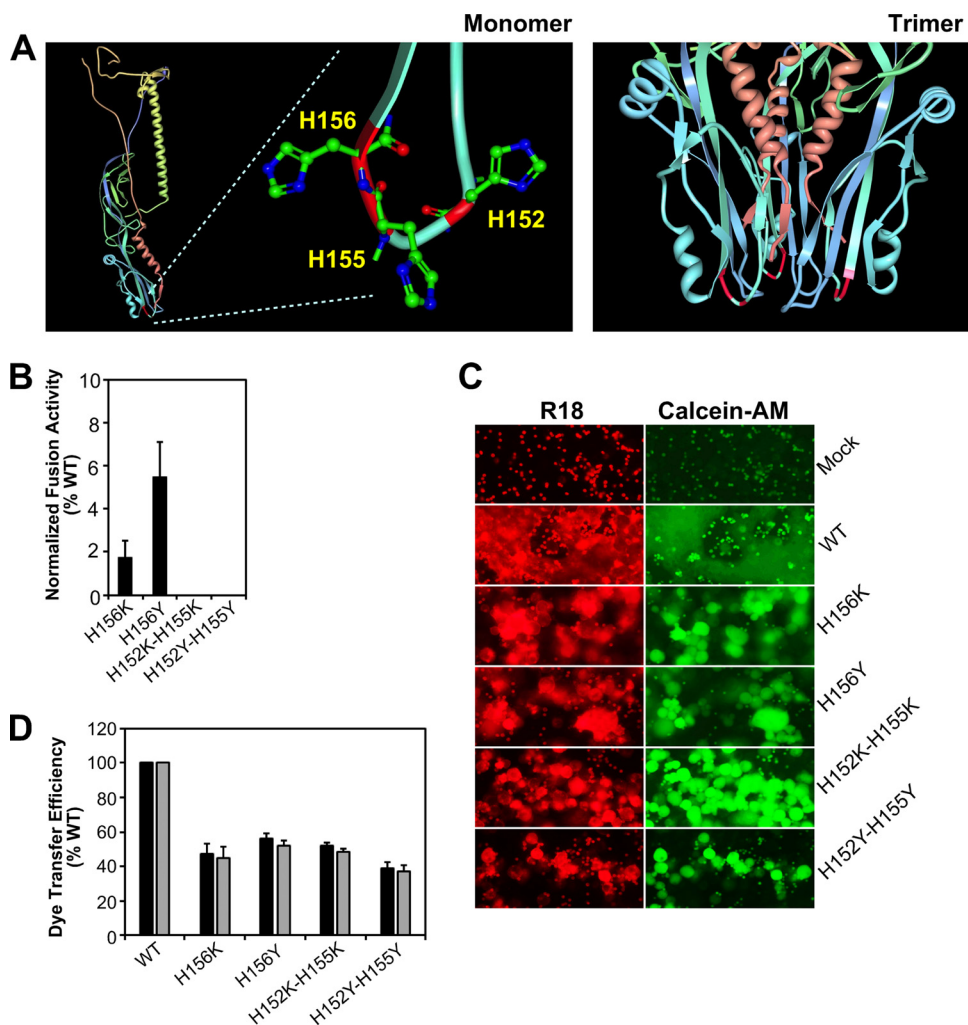 A
Monomer
Trimer
H156
H152
H155
B
Normalized Fusion Activity
(% WT)
10
8
6
4
2
0
H156K
H156Y
H152K-H155K
H152Y-H155Y
C
R18
Calcein-AM
Mock
WT
H156K
H156Y
H152K-H155K
H152Y-H155Y
D
Dye Transfer Efficiency
(% WT)
120
100
80
60
40
20
0
WT
H156K
H156Y
H152K-H155K
H152Y-H155Y